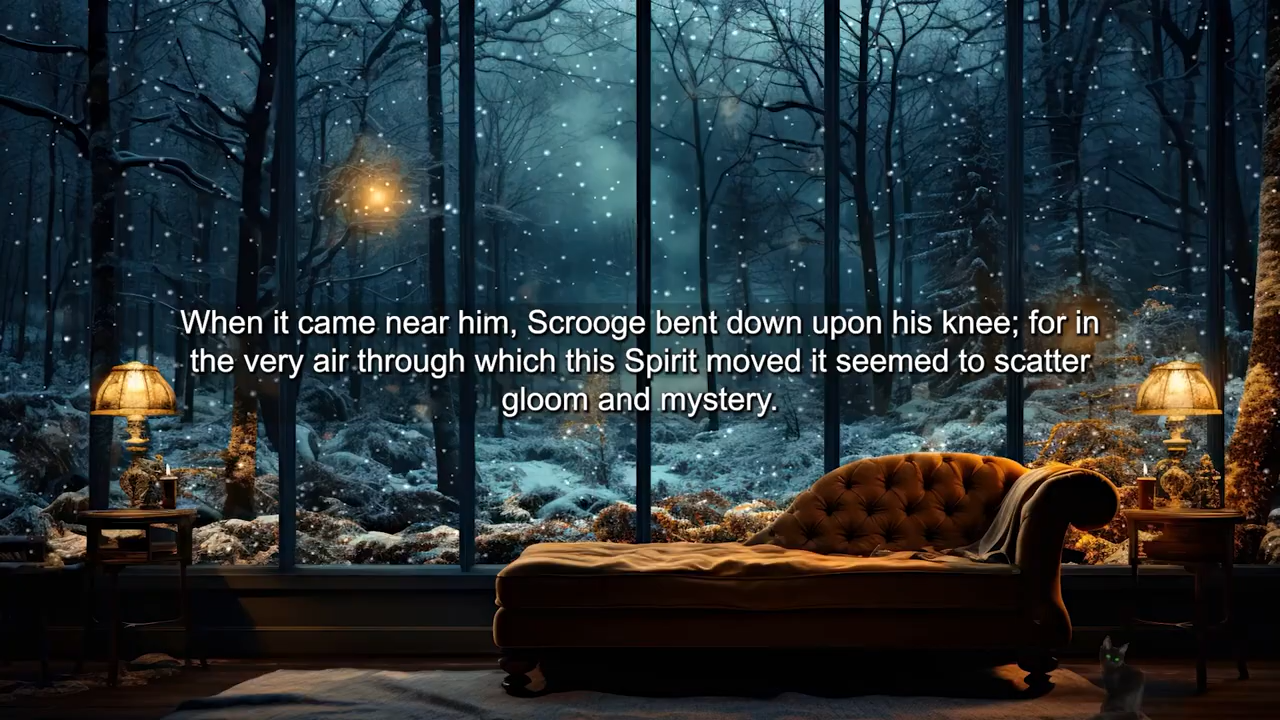 When it came near him, Scrooge bent down upon his knee; for in
the very air through which this Spirit moved it seemed to scatter
gloom and mystery.